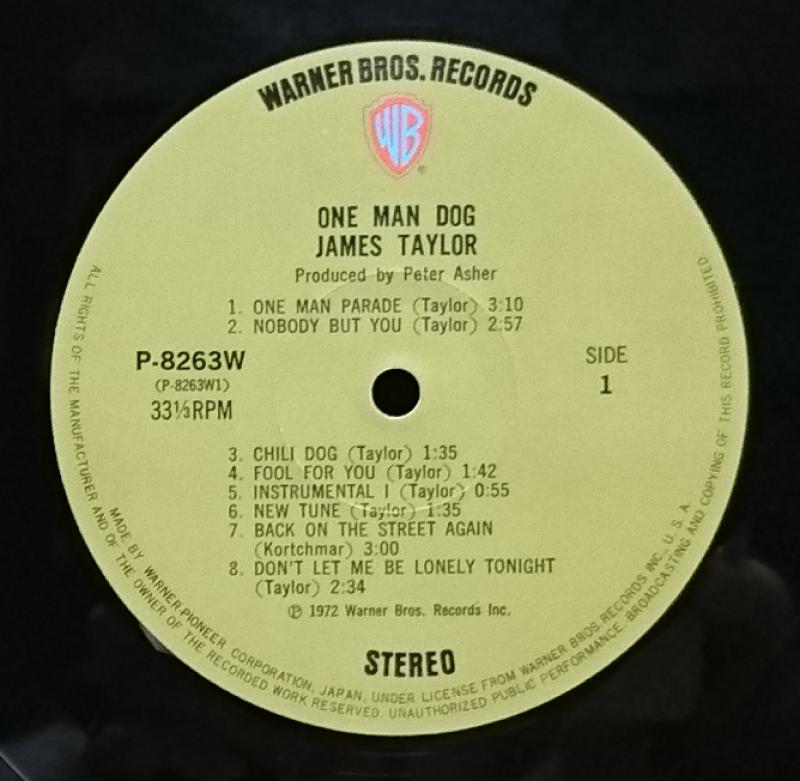 WARNER BROS. RECORDS
WB
®
ONE MAN DOG
JAMES TAYLOR
Produced by Peter Asher
1. ONE MAN PARADE (Taylor) 3:10
2. NOBODY BUT YOU (Taylor) 2:57
P-8263W
(P-8263W1)
33⅓RPM
SIDE
1
3. CHILI DOG (Taylor) 1:35
4. FOOL FOR YOU (Taylor) 1:42
5. INSTRUMENTAL I (Taylor) 0:55
6. NEW TUNE (Taylor) 1:35
7. BACK ON THE STREET AGAIN
(Kortchmar) 3:00
8. DON'T LET ME BE LONELY TONIGHT
(Taylor) 2:34
℗ 1972 Warner Bros. Records Inc.
STEREO
MADE BY WARNER-PIONEER CORPORATION, JAPAN, UNDER LICENSE FROM WARNER BROS. RECORDS INC., U. S. A.
ALL RIGHTS OF THE MANUFACTURER AND OF THE OWNER OF THE RECORDED WORK RESERVED. UNAUTHORIZED PUBLIC PERFORMANCE. BROADCASTING AND COPYING OF THIS RECORD PROHIBITED